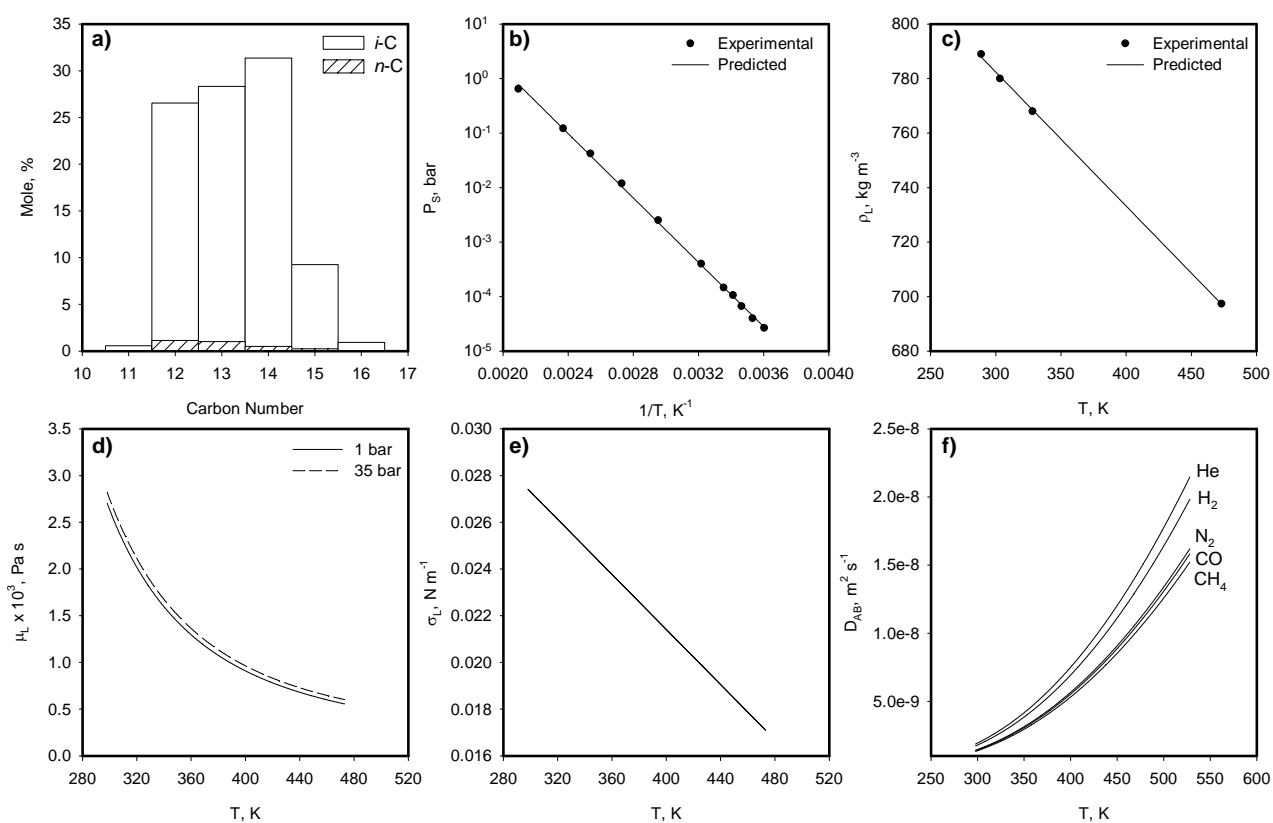 a)
i-C
n-C
35
30
25
20
15
10
5
0
Mole, %
10 11 12 13 14 15 16 17
Carbon Number
b)
Experimental
Predicted
10¹
10⁰
10⁻¹
10⁻²
10⁻³
10⁻⁴
10⁻⁵
P_S, bar
0.0020 0.0024 0.0028 0.0032 0.0036 0.0040
1/T, K⁻¹
c)
Experimental
Predicted
800
780
760
740
720
700
680
ρ_L, kg m⁻³
250 300 350 400 450 500
T, K
d)
1 bar
35 bar
3.5
3.0
2.5
2.0
1.5
1.0
0.5
0.0
μ_L x 10³, Pa s
280 320 360 400 440 480 520
T, K
e)
0.030
0.028
0.026
0.024
0.022
0.020
0.018
0.016
σ_L, N m⁻¹
280 320 360 400 440 480 520
T, K
f)
He
H₂
N₂
CO
CH₄
2.5e-8
2.0e-8
1.5e-8
1.0e-8
5.0e-9
D_AB, m² s⁻¹
250 300 350 400 450 500 550 600
T, K